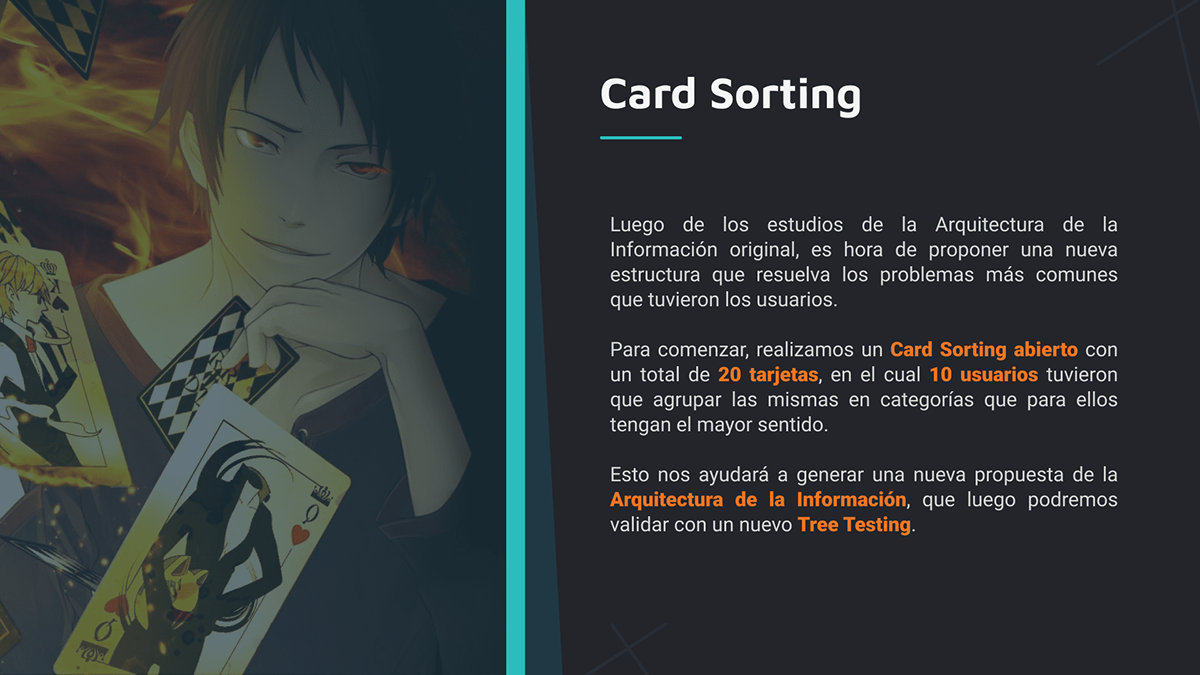 Card Sorting
Luego de los estudios de la Arquitectura de la
Información original, es hora de proponer una nueva
estructura que resuelva los problemas más comunes
que tuvieron los usuarios.
Para comenzar, realizamos un Card Sorting abierto con
un total de 20 tarjetas, en el cual 10 usuarios tuvieron
que agrupar las mismas en categorías que para ellos
tengan el mayor sentido.
Esto nos ayudará a generar una nueva propuesta de la
Arquitectura de la Información, que luego podremos
validar con un nuevo Tree Testing.
K
Q
Q